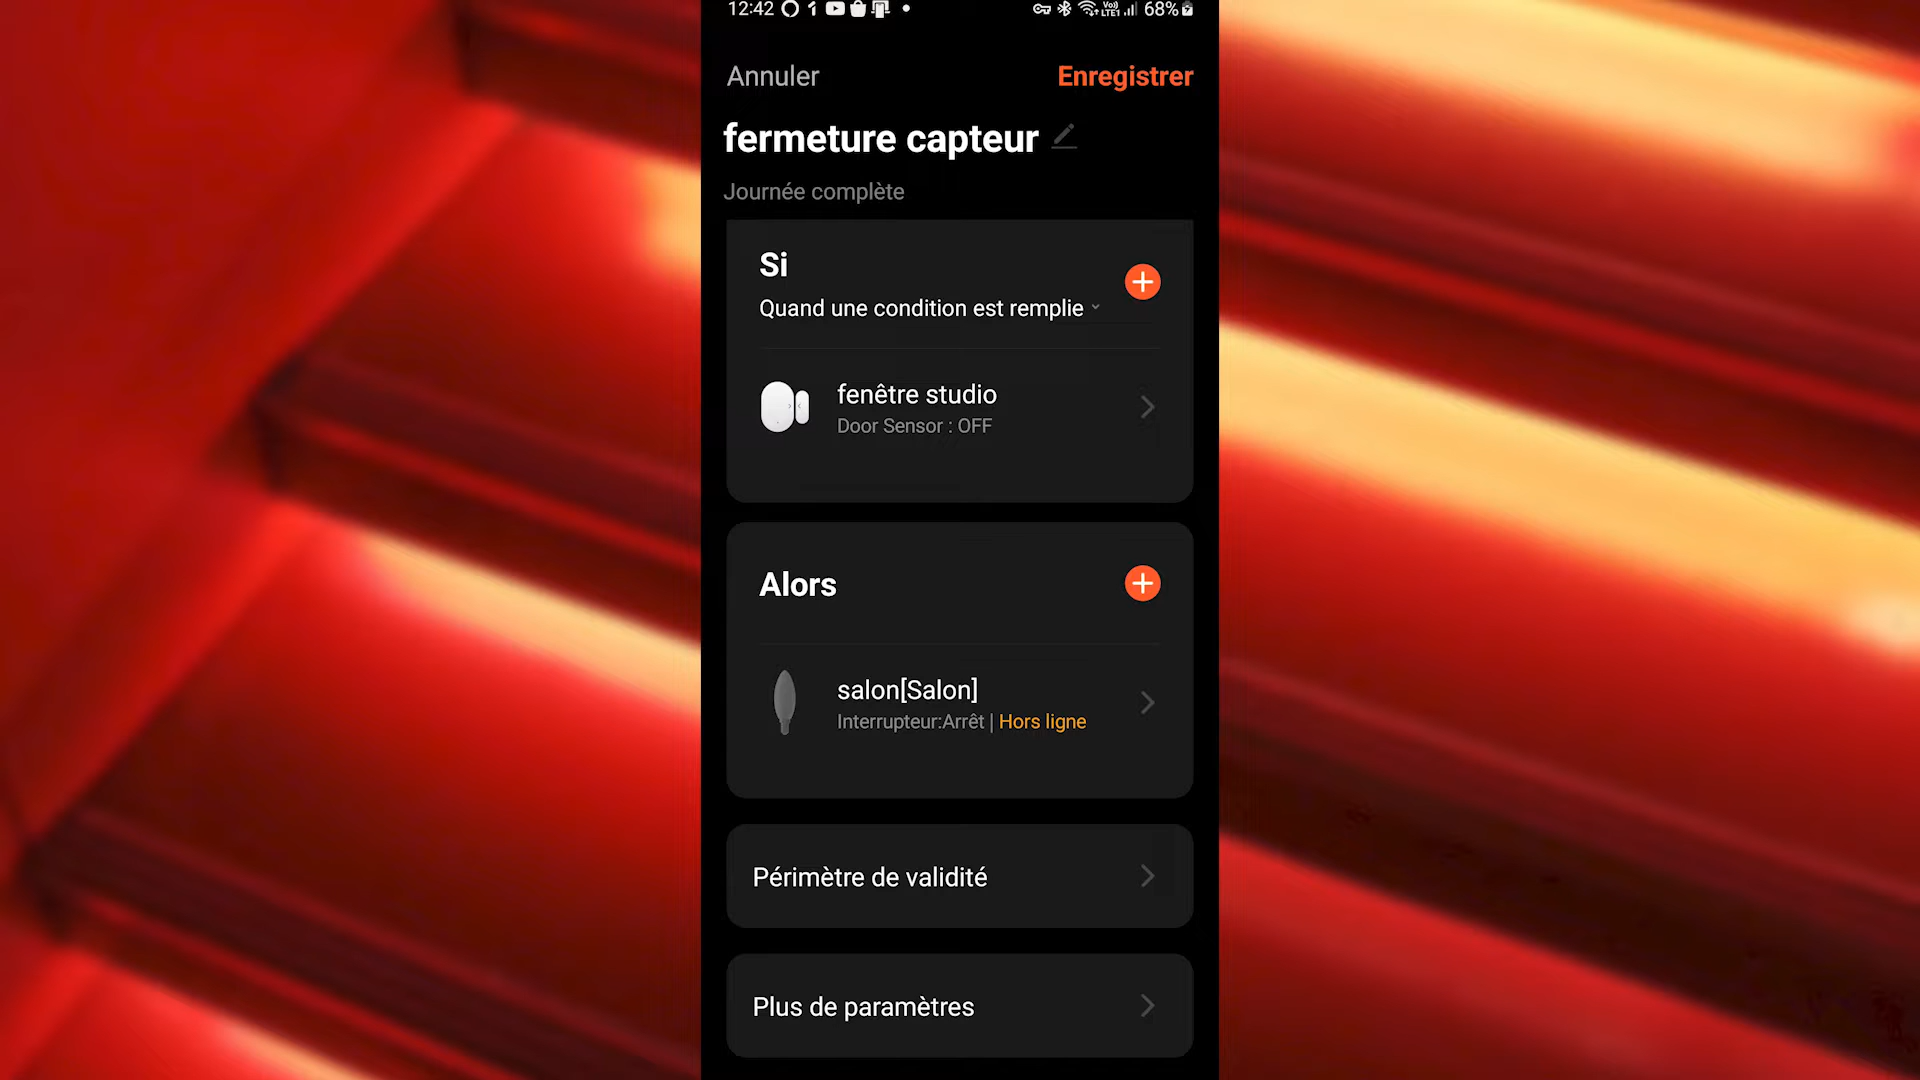 12:42 68%
Annuler Enregistrer
fermeture capteur
Journée complète
Si
Quand une condition est remplie
fenêtre studio
Door Sensor : OFF
Alors
salon[Salon]
Interrupteur:Arrêt | Hors ligne
Périmètre de validité
Plus de paramètres